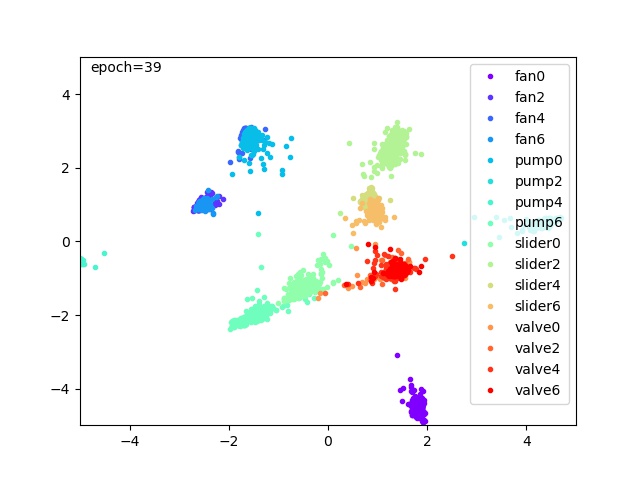 epoch=39
4
2
0
−2
−4
−4
−2
0
2
4
fan0
fan2
fan4
fan6
pump0
pump2
pump4
pump6
slider0
slider2
slider4
slider6
valve0
valve2
valve4
valve6